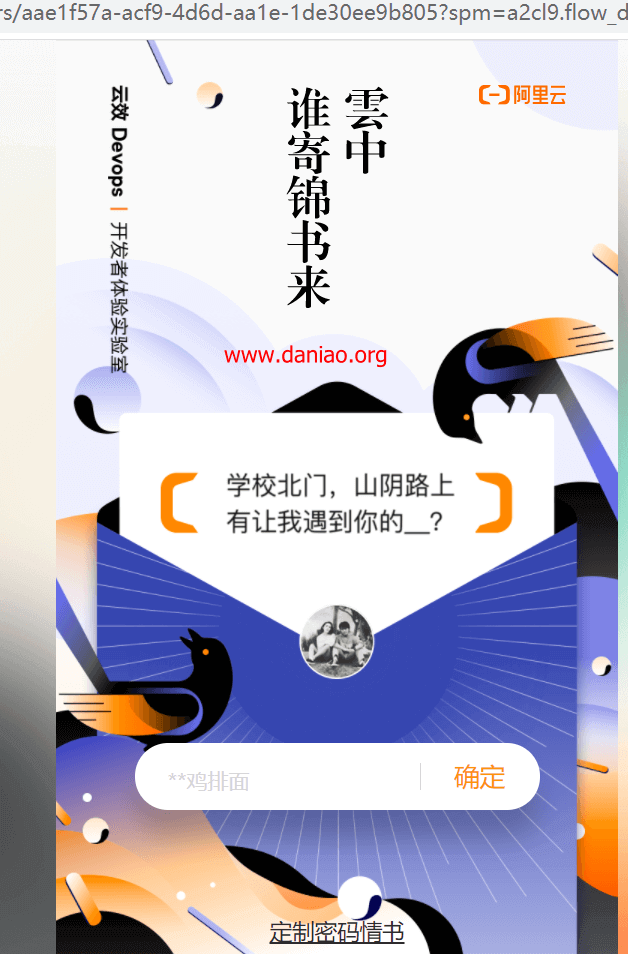 rs/aae1f57a-acf9-4d6d-aa1e-1de30ee9b805?spm=a2cl9.flow_d
云效 Devops | 开发者体验实验室
雲中
谁寄锦书来
阿里云
www.daniao.org
学校北门，山阴路上
有让我遇到你的__?
**鸡排面
确定
定制密码情书